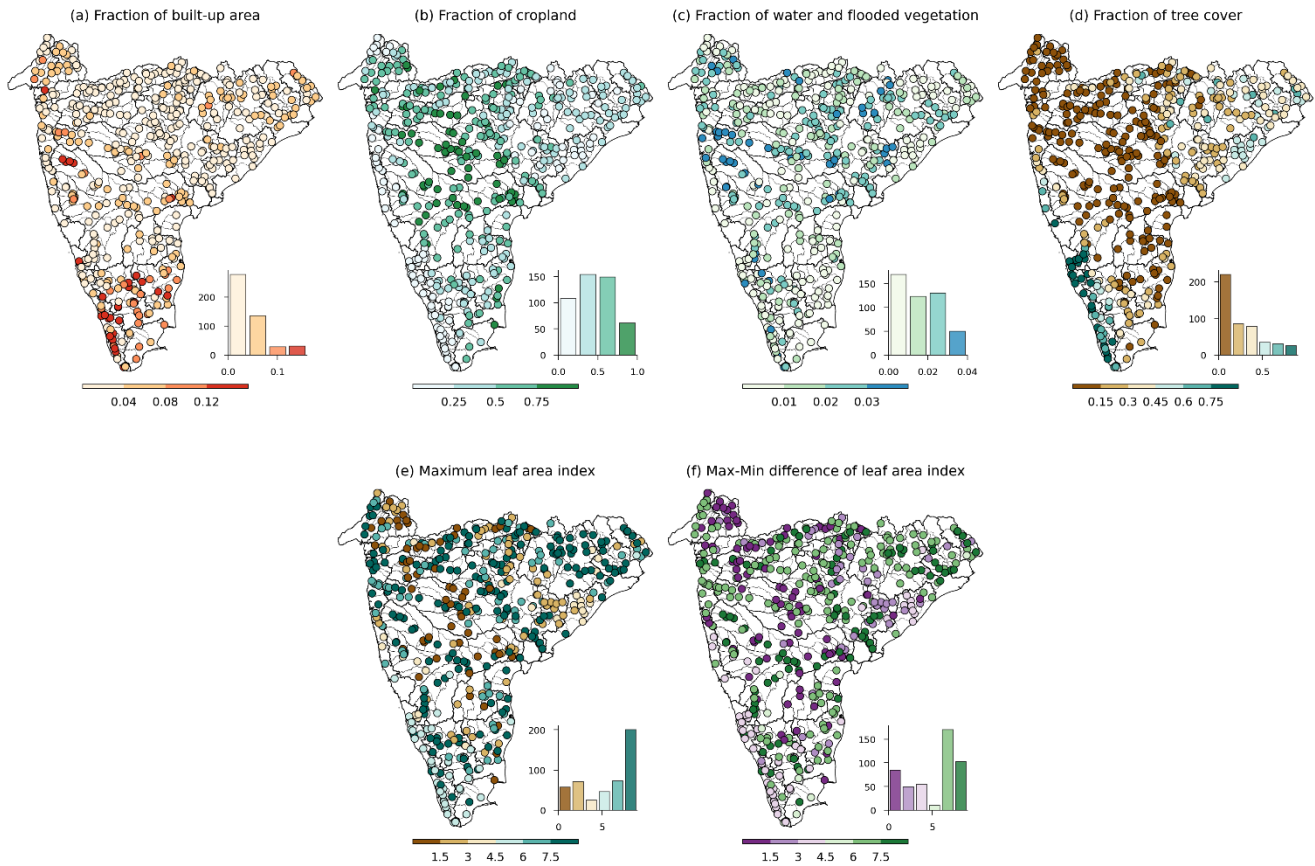 (a) Fraction of built-up area
(b) Fraction of cropland
(c) Fraction of water and flooded vegetation
(d) Fraction of tree cover
200
100
0
0.0 0.1
0.04 0.08 0.12
150
100
50
0
0.0 0.5 1.0
0.25 0.5 0.75
150
100
50
0
0.00 0.02 0.04
0.01 0.02 0.03
200
100
0
0.0 0.5
0.15 0.3 0.45 0.6 0.75
(e) Maximum leaf area index
(f) Max-Min difference of leaf area index
200
100
0
0 5
1.5 3 4.5 6 7.5
150
100
50
0
0 5
1.5 3 4.5 6 7.5